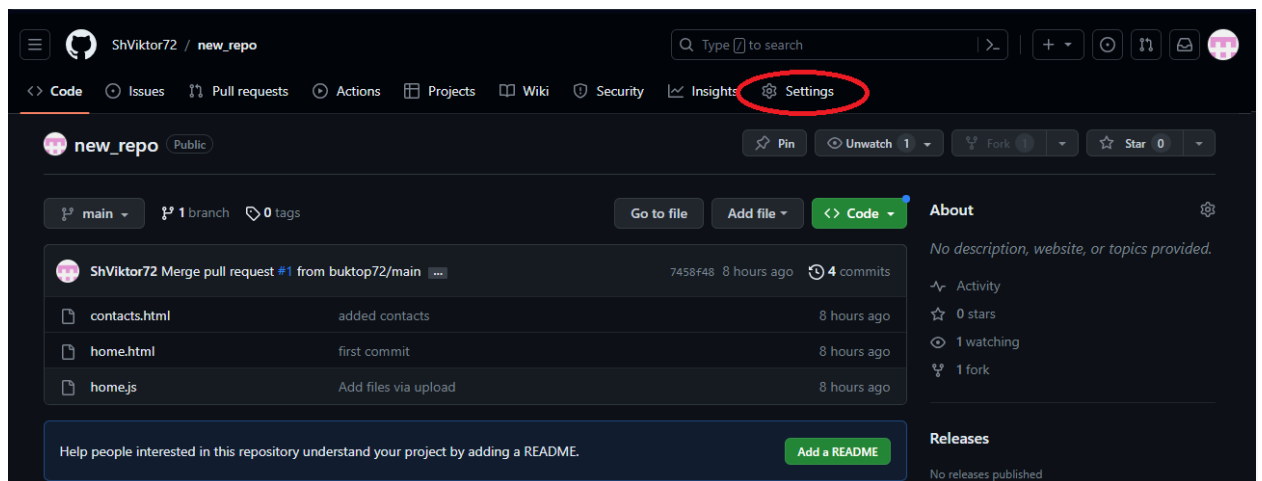 ShViktor72 / new_repo
Type / to search
Code Issues Pull requests Actions Projects Wiki Security Insights Settings
new_repo Public
Pin Unwatch 1 Fork 1 Star 0
main 1 branch 0 tags Go to file Add file Code
ShViktor72 Merge pull request #1 from buktop72/main ... 7458f48 8 hours ago 4 commits
contacts.html added contacts 8 hours ago
home.html first commit 8 hours ago
home.js Add files via upload 8 hours ago
Help people interested in this repository understand your project by adding a README. Add a README
About
No description, website, or topics provided.
Activity
0 stars
1 watching
1 fork
Releases
No releases published